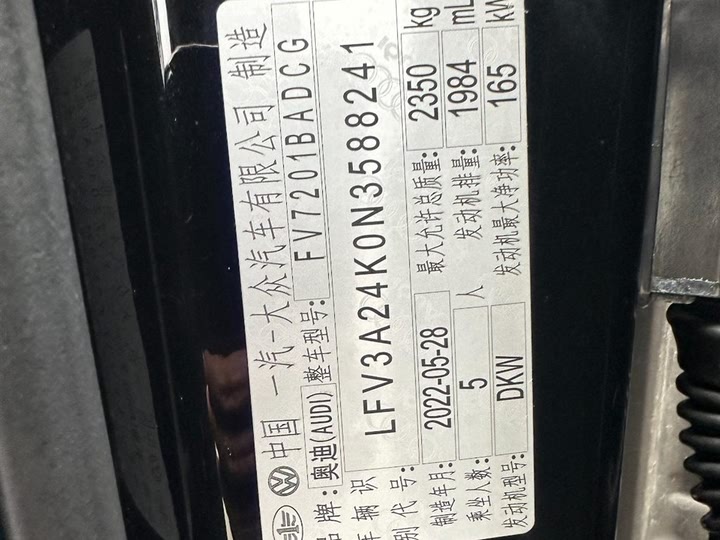 中国 一汽-大众汽车有限公司 制造
品牌: 奥迪(AUDI) 整车型号: FV7201BADCG
车辆识别代号: LFV3A24K0N3588241
制造年月: 2022-05-28 最大允许总质量: 2350 kg
乘坐人数: 5 人 发动机排量: 1984 mL
发动机型号: DKW 发动机最大净功率: 165 kW